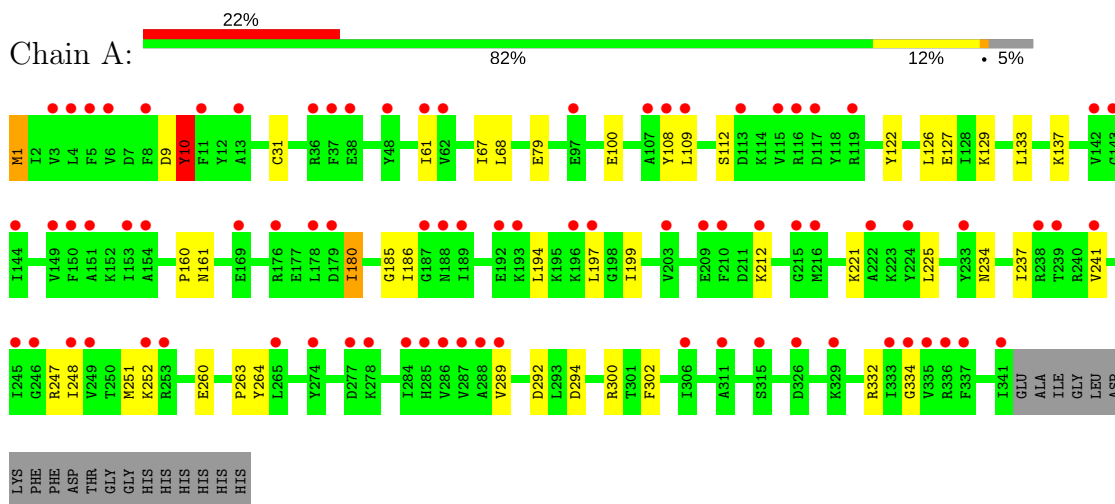 22%
Chain A:
82% 12% • 5%
M1 I2 V3 L4 F5 V6 D7 F8 D9 Y10 F11 Y12 A13 C31 R36 F37 E38 Y48 I61 V62 I67 L68 E79 E97 E100 A107 Y108 L109 S112 D113 K114 V115 R116 D117 Y118 R119 Y122 L126 E127 I128 K129 L133 K137 V142 G143
I144 V149 F150 A151 K152 I153 A154 P160 N161 E169 R176 E177 L178 D179 I180 G185 I186 G187 N188 I189 E192 K193 L194 K195 K196 L197 G198 I199 V203 E209 F210 D211 K212 G215 M216 K221 A222 K223 Y224 L225 Y233 N234 I237 R238 T239 R240 V241
I245 G246 R247 I248 V249 T250 M251 K252 R253 E260 P263 Y264 L265 Y274 D277 K278 I284 H285 V286 V287 A288 V289 D292 L293 D294 R300 T301 F302 I306 A311 S315 D326 K329 R332 I333 G334 V335 R336 F337 I341 GLU ALA ILE GLY LEU ASP
LYS PHE PHE ASP THR GLY GLY HIS HIS HIS HIS HIS HIS